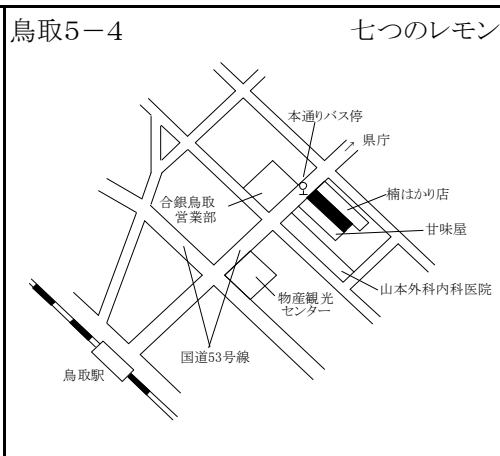 鳥取5－4
七つのレモン
本通りバス停
県庁
楠はかり店
合銀鳥取
営業部
甘味屋
山本外科内科医院
物産観光
センター
国道53号線
鳥取駅